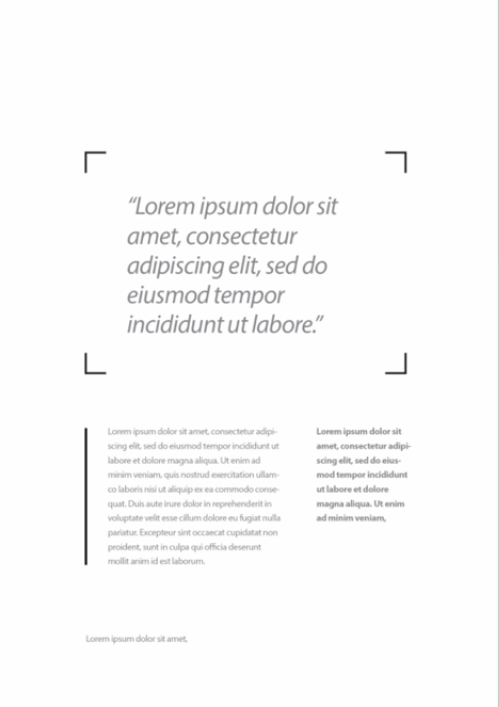 “Lorem ipsum dolor sit
amet, consectetur
adipiscing elit, sed do
eiusmod tempor
incididunt ut labore.”
Lorem ipsum dolor sit amet, consectetur adipi-
scing elit, sed do eiusmod tempor incididunt ut
labore et dolore magna aliqua. Ut enim ad
minim veniam, quis nostrud exercitation ullam-
co laboris nisi ut aliquip ex ea commodo conse-
quat. Duis aute irure dolor in reprehenderit in
voluptate velit esse cillum dolore eu fugiat nulla
pariatur. Excepteur sint occaecat cupidatat non
proident, sunt in culpa qui officia deserunt
mollit anim id est laborum.
Lorem ipsum dolor sit
amet, consectetur adipi-
scing elit, sed do eius-
mod tempor incididunt
ut labore et dolore
magna aliqua. Ut enim
ad minim veniam,
Lorem ipsum dolor sit amet,